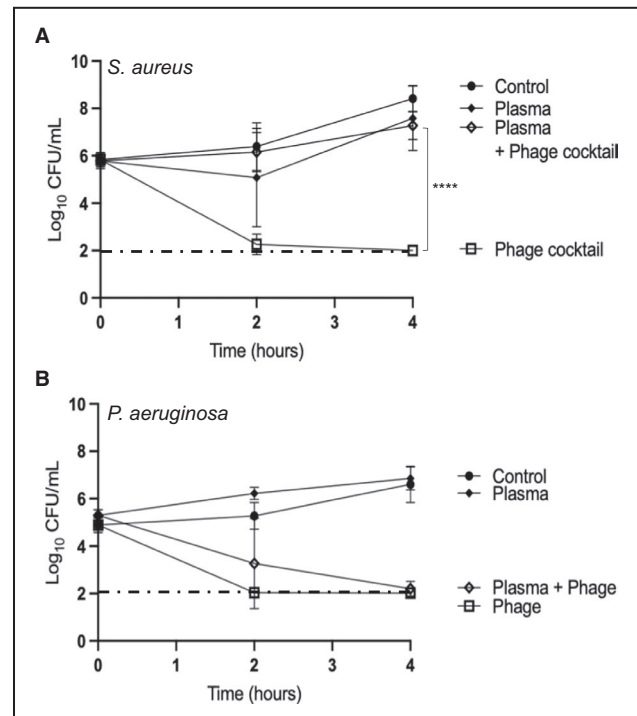 A
S. aureus
10
8
6
4
2
0
Log10 CFU/mL
0 1 2 3 4
Time (hours)
Control
Plasma
Plasma
+ Phage cocktail
****
Phage cocktail
B
P. aeruginosa
10
8
6
4
2
0
Log10 CFU/mL
0 1 2 3 4
Time (hours)
Control
Plasma
Plasma + Phage
Phage